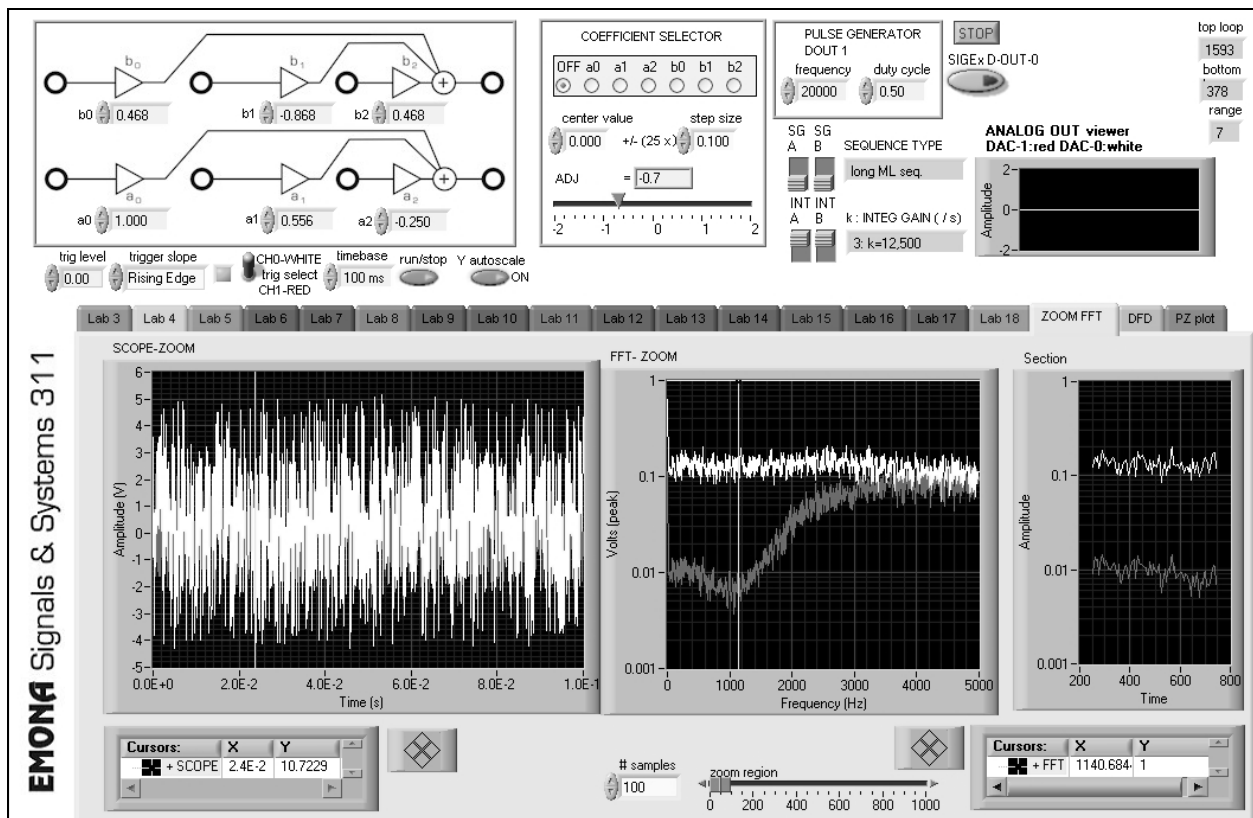 b0
b1
b2
b0 0.468
b1 -0.868
b2 0.468
+
a0
a1
a2
a0 1.000
a1 0.556
a2 -0.250
+
COEFFICIENT SELECTOR
OFF a0 a1 a2 b0 b1 b2
center value
step size
0.000 +/- (25 x) 0.100
ADJ = -0.7
-2 -1 0 1 2
PULSE GENERATOR
DOUT 1
frequency duty cycle
20000 0.50
STOP
SIGEx D-OUT-0
top loop
1593
bottom
378
range
7
SG SG
A B
SEQUENCE TYPE
long ML seq.
INT INT
A B
k : INTEG GAIN ( / s)
3: k=12,500
ANALOG OUT viewer
DAC-1:red DAC-0:white
Amplitude
2
0
-2
trig level
0.00
trigger slope
Rising Edge
CH0-WHITE
trig select
CH1-RED
timebase
100 ms
run/stop
Y autoscale
ON
Lab 3 Lab 4 Lab 5 Lab 6 Lab 7 Lab 8 Lab 9 Lab 10 Lab 11 Lab 12 Lab 13 Lab 14 Lab 15 Lab 16 Lab 17 Lab 18 ZOOM FFT DFD PZ plot
EMONA Signals & Systems 311
SCOPE-ZOOM
Amplitude (V)
6
5
4
3
2
1
0
-1
-2
-3
-4
-5
0.0E+0 2.0E-2 4.0E-2 6.0E-2 8.0E-2 1.0E-1
Time (s)
FFT- ZOOM
Volts (peak)
1
0.1
0.01
0.001
0 1000 2000 3000 4000 5000
Frequency (Hz)
Section
Amplitude
1
0.1
0.01
0.001
200 400 600 800
Time
Cursors: X Y
+ SCOPE 2.4E-2 10.7229
# samples
100
zoom region
0 200 400 600 800 1000
Cursors: X Y
+ FFT 1140.684 1